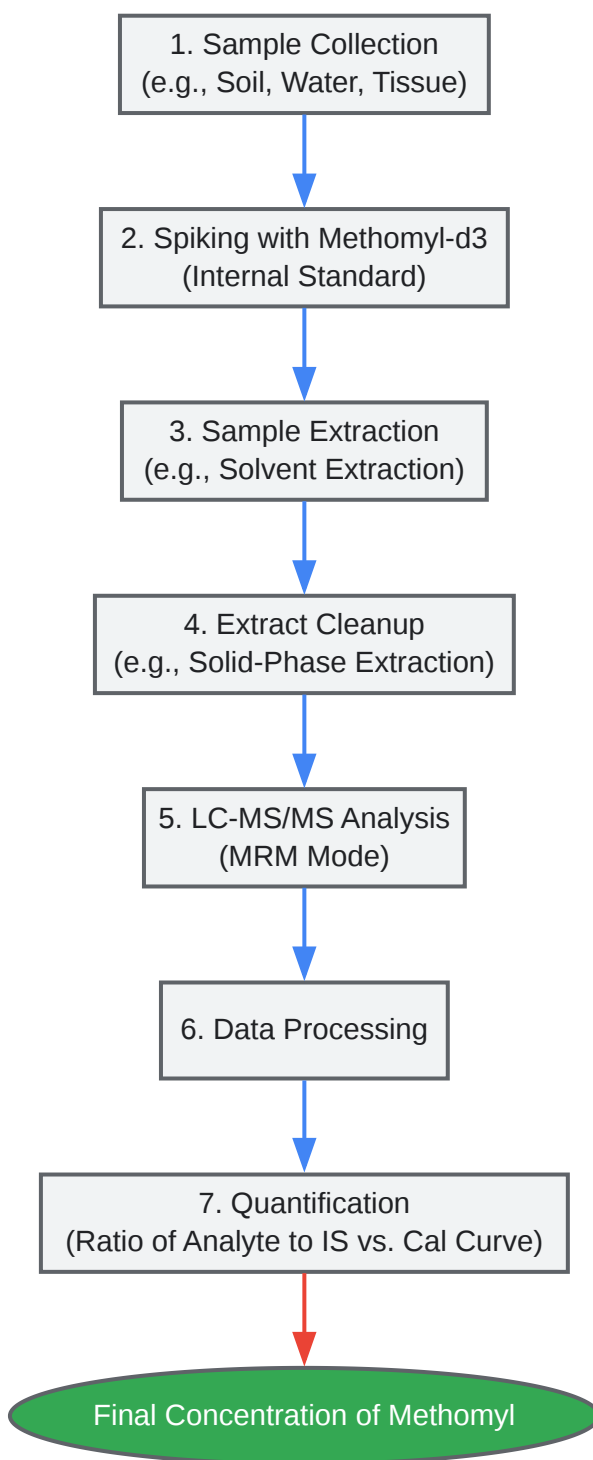 1. Sample Collection
(e.g., Soil, Water, Tissue)
2. Spiking with Methomyl-d3
(Internal Standard)
3. Sample Extraction
(e.g., Solvent Extraction)
4. Extract Cleanup
(e.g., Solid-Phase Extraction)
5. LC-MS/MS Analysis
(MRM Mode)
6. Data Processing
7. Quantification
(Ratio of Analyte to IS vs. Cal Curve)
Final Concentration of Methomyl